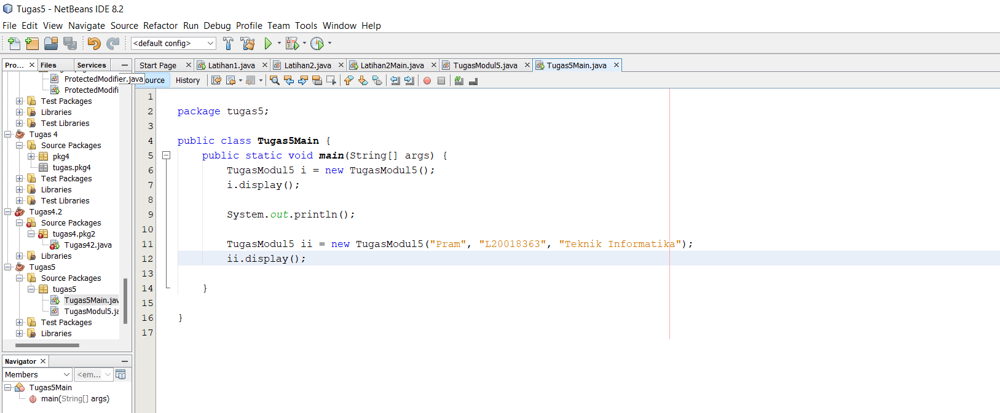 Tugas5 - NetBeans IDE 8.2
File Edit View Navigate Source Refactor Run Debug Profile Team Tools Window Help
<default config>
Pro... Files Services
Start Page Latihan1.java Latihan2.java Latihan2Main.java TugasModul5.java Tugas5Main.java
ource History
ProtectedModifier.java
ProtectedModifi
Test Packages
Libraries
Test Libraries
Tugas 4
Source Packages
pkg4
tugas.pkg4
Test Packages
Libraries
Test Libraries
Tugas4.2
Source Packages
tugas4.pkg2
Tugas42.java
Libraries
Tugas5
Source Packages
tugas5
Tugas5Main.jav
TugasModul5.ja
Test Packages
Libraries
Navigator
Members <em...
Tugas5Main
main(String[] args)
1
2 package tugas5;
3
4 public class Tugas5Main {
5 public static void main(String[] args) {
6 TugasModul5 i = new TugasModul5();
7 i.display();
8
9 System.out.println();
10
11 TugasModul5 ii = new TugasModul5("Pram", "L20018363", "Teknik Informatika");
12 ii.display();
13
14 }
15
16 }
17